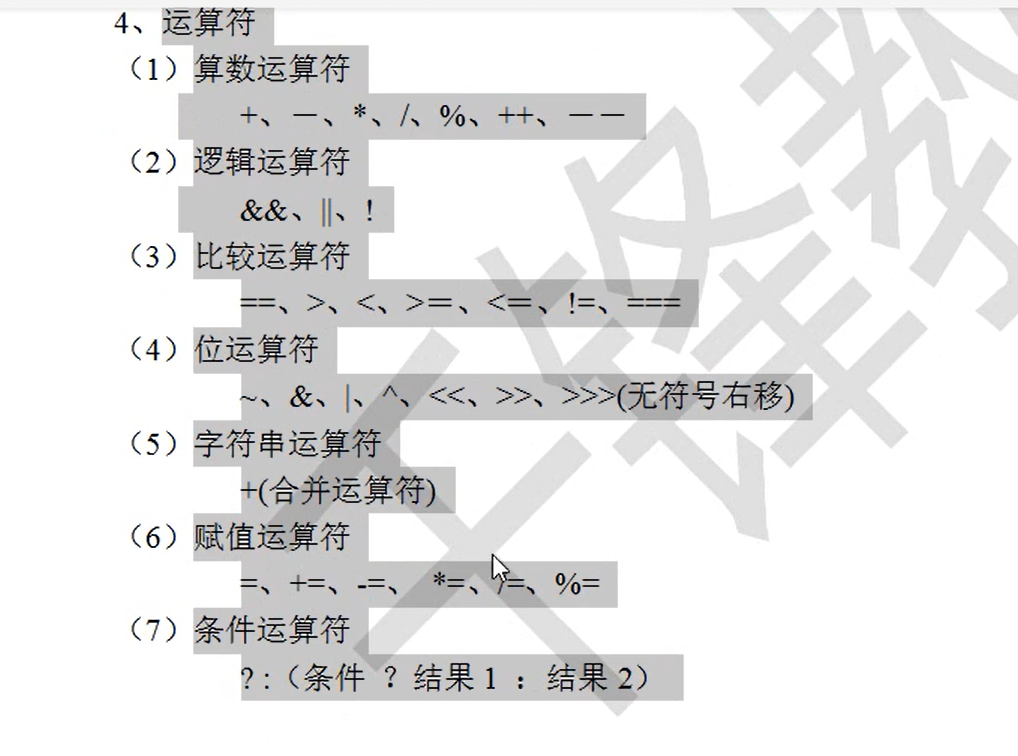 4、运算符
（1）算数运算符
+、－、*、/、%、++、－－
（2）逻辑运算符
&&、||、!
（3）比较运算符
==、>、<、>=、<=、!=、===
（4）位运算符
~、&、|、^、<<、>>、>>>(无符号右移)
（5）字符串运算符
+(合并运算符)
（6）赋值运算符
=、+=、-=、 *=、/=、%=
（7）条件运算符
? :（条件 ？结果 1 ：结果 2）
千锋教